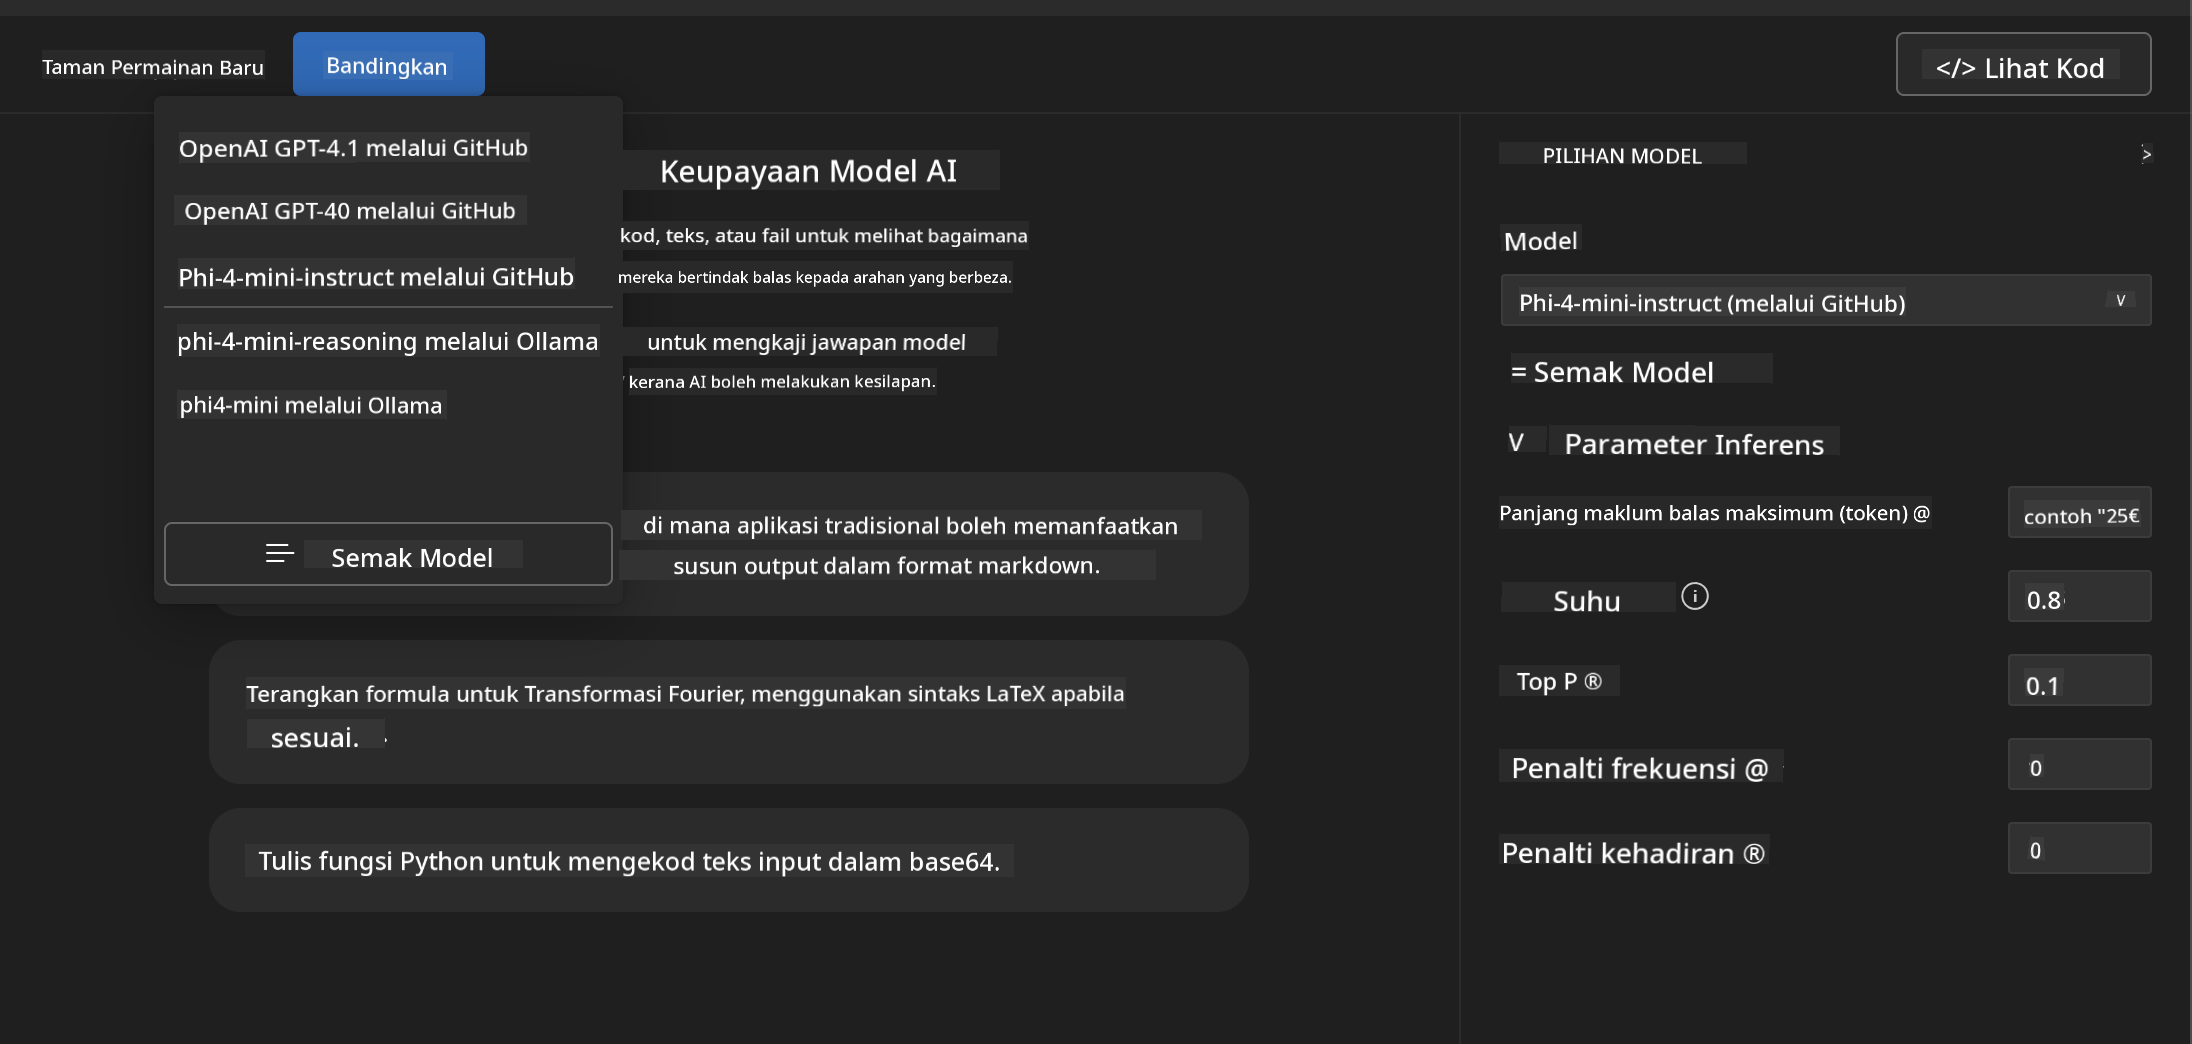 Taman Permainan Baru
Bandingkan
</> Lihat Kod
OpenAI GPT-4.1 melalui GitHub
OpenAI GPT-40 melalui GitHub
Phi-4-mini-instruct melalui GitHub
phi-4-mini-reasoning melalui Ollama
phi4-mini melalui Ollama
Semak Model
Keupayaan Model AI
kod, teks, atau fail untuk melihat bagaimana
mereka bertindak balas kepada arahan yang berbeza.
untuk mengkaji jawapan model
kerana AI boleh melakukan kesilapan.
di mana aplikasi tradisional boleh memanfaatkan
susun output dalam format markdown.
Terangkan formula untuk Transformasi Fourier, menggunakan sintaks LaTeX apabila
sesuai.
Tulis fungsi Python untuk mengekod teks input dalam base64.
PILIHAN MODEL >
Model
Phi-4-mini-instruct (melalui GitHub) V
= Semak Model
V Parameter Inferens
Panjang maklum balas maksimum (token) @ contoh "25€
Suhu i 0.8
Top P ® 0.1
Penalti frekuensi @ 0
Penalti kehadiran ® 0